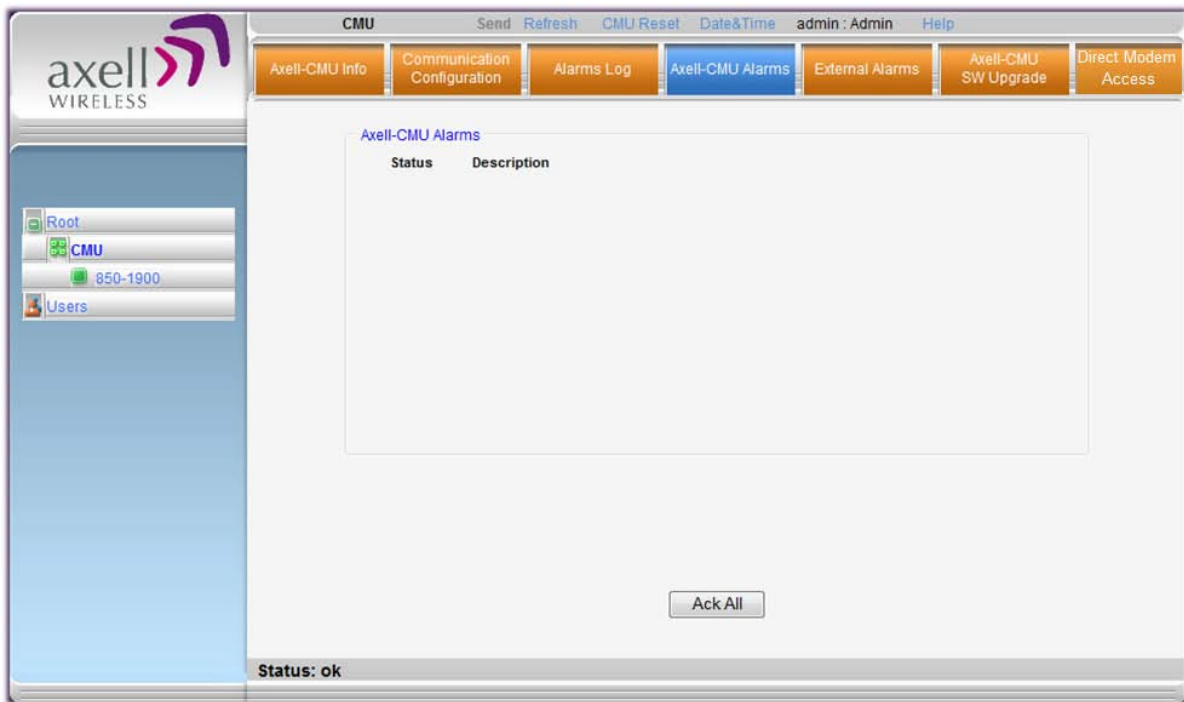 axell
WIRELESS
CMU Send Refresh CMU Reset Date&Time admin : Admin Help
Axell-CMU Info
Communication
Configuration
Alarms Log
Axell-CMU Alarms
External Alarms
Axell-CMU
SW Upgrade
Direct Modem
Access
Root
CMU
850-1900
Users
Axell-CMU Alarms
Status Description
Ack All
Status: ok